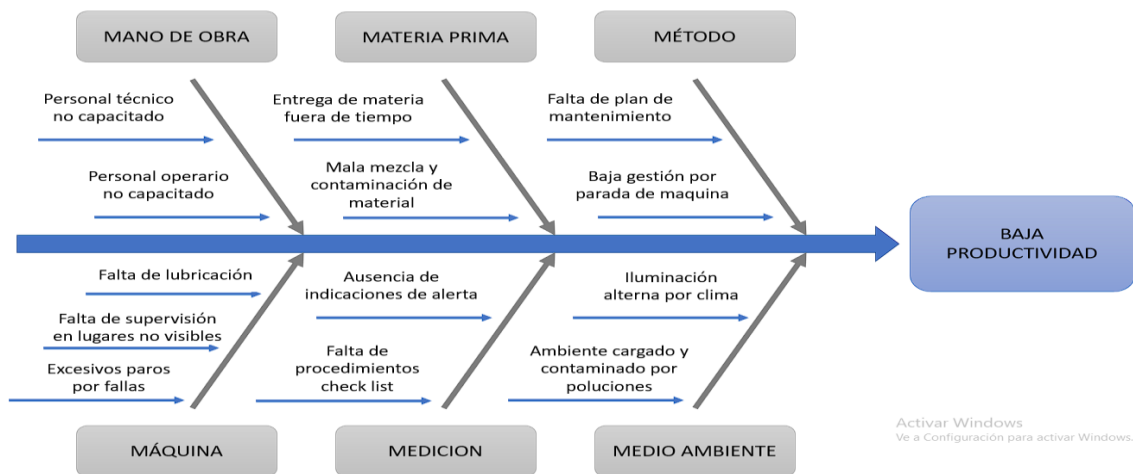 MANO DE OBRA
MATERIA PRIMA
MÉTODO
Personal técnico
no capacitado
Entrega de materia
fuera de tiempo
Falta de plan de
mantenimiento
Personal operario
no capacitado
Mala mezcla y
contaminación de
material
Baja gestión por
parada de maquina
BAJA
PRODUCTIVIDAD
Falta de lubricación
Ausencia de
indicaciones de alerta
Iluminación
alterna por clima
Falta de supervisión
en lugares no visibles
Excesivos paros
por fallas
Falta de
procedimientos
check list
Ambiente cargado y
contaminado por
poluciones
MÁQUINA
MEDICION
MEDIO AMBIENTE
Activar Windows
Ve a Configuración para activar Windows.